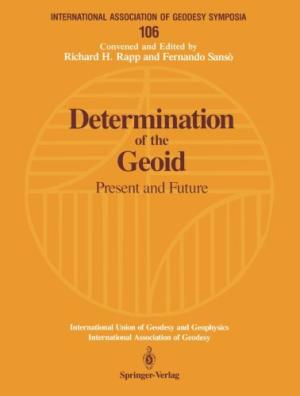 INTERNATIONAL ASSOCIATION OF GEODESY SYMPOSIA
106
Convened and Edited by
Richard H. Rapp and Fernando Sansò
Determination
of the
Geoid
Present and Future
International Union of Geodesy and Geophysics
International Association of Geodesy
Springer-Verlag